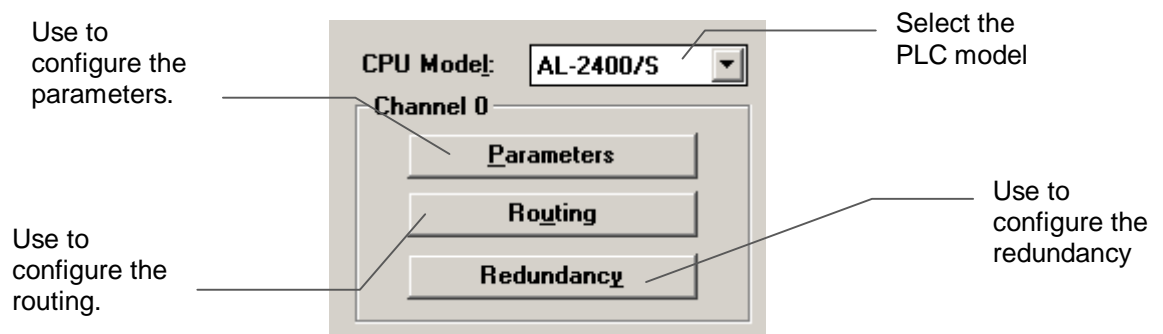 Use to
configure the
parameters.
CPU Model:
AL-2400/S
Select the
PLC model
Channel 0
Parameters
Routing
Redundancy
Use to
configure the
routing.
Use to
configure the
redundancy